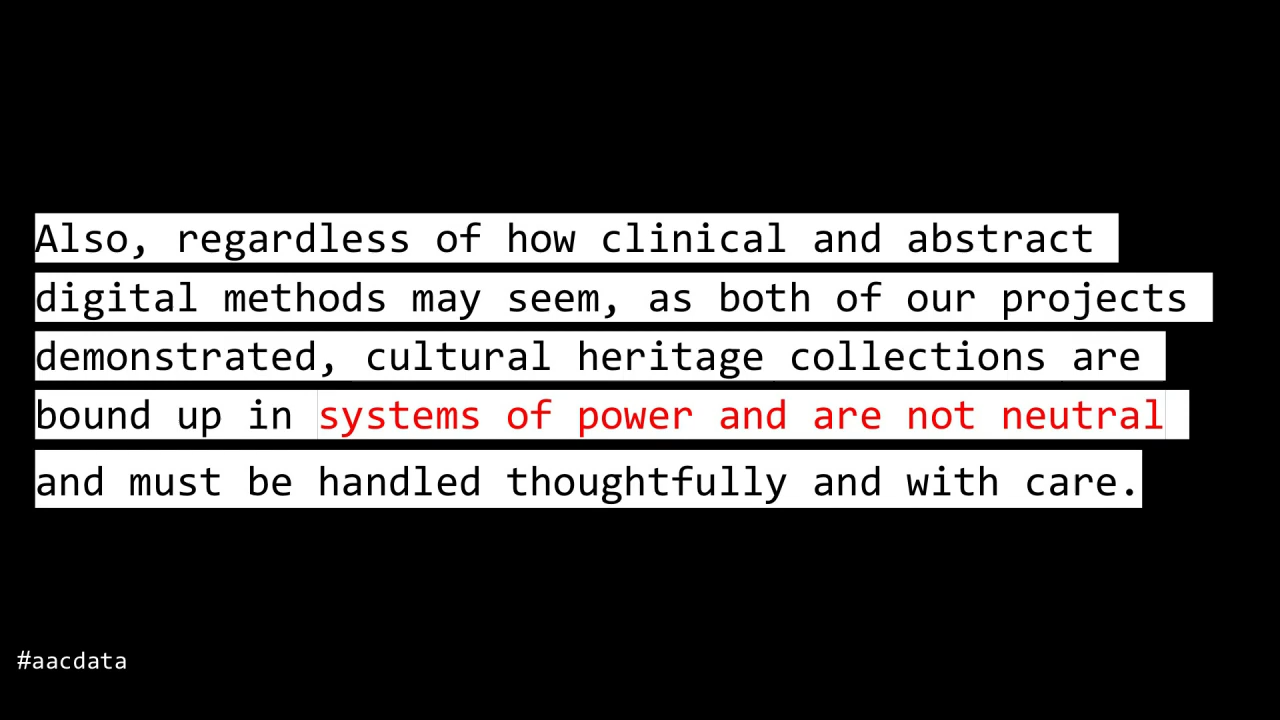 Also, regardless of how clinical and abstract
digital methods may seem, as both of our projects
demonstrated, cultural heritage collections are
bound up in systems of power and are not neutral
and must be handled thoughtfully and with care.
#aacdata